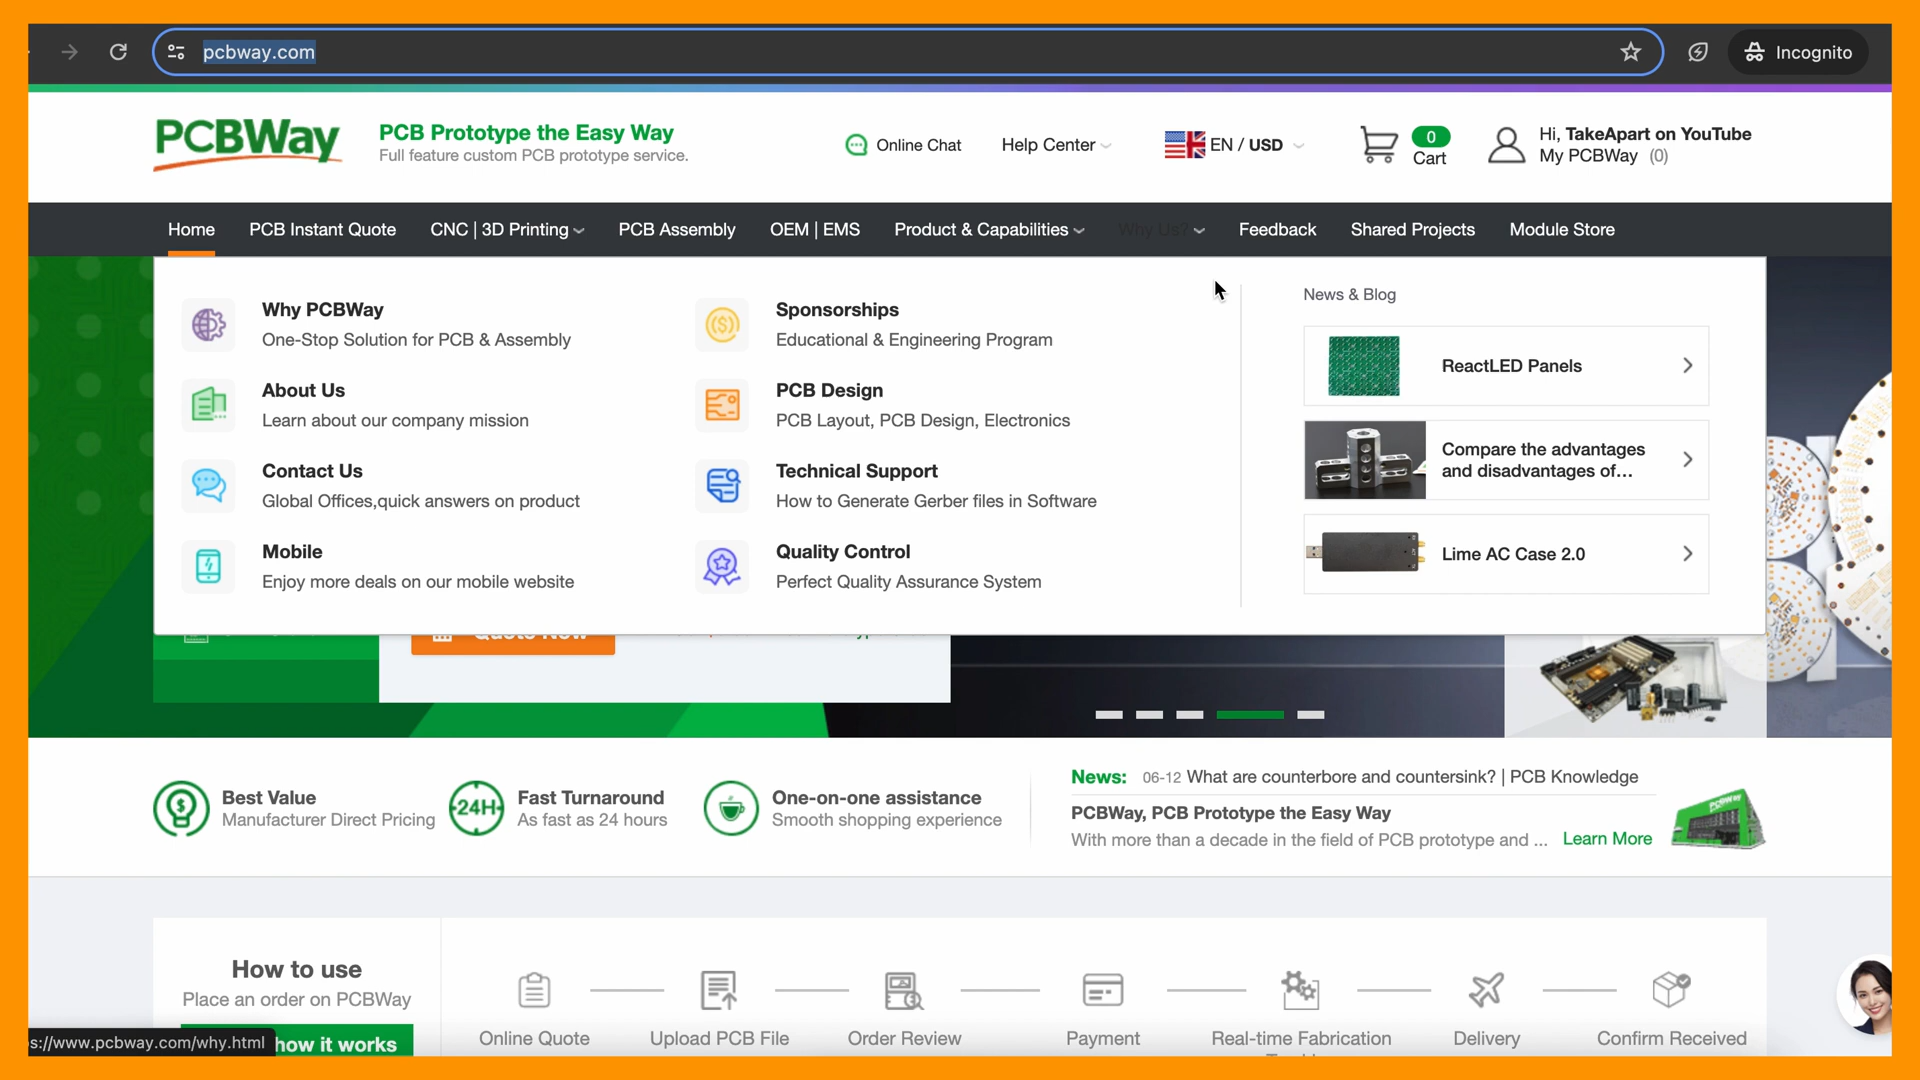 pcbway.com
Incognito
PCBWay
PCB Prototype the Easy Way
Full feature custom PCB prototype service.
Online Chat
Help Center
EN / USD
0
Cart
Hi, TakeApart on YouTube
My PCBWay (0)
Home
PCB Instant Quote
CNC | 3D Printing
PCB Assembly
OEM | EMS
Product & Capabilities
Why Us?
Feedback
Shared Projects
Module Store
Why PCBWay
One-Stop Solution for PCB & Assembly
About Us
Learn about our company mission
Contact Us
Global Offices,quick answers on product
Mobile
Enjoy more deals on our mobile website
Sponsorships
Educational & Engineering Program
PCB Design
PCB Layout, PCB Design, Electronics
Technical Support
How to Generate Gerber files in Software
Quality Control
Perfect Quality Assurance System
News & Blog
ReactLED Panels
Compare the advantages
and disadvantages of...
Lime AC Case 2.0
Quote Now
Best Value
Manufacturer Direct Pricing
24H
Fast Turnaround
As fast as 24 hours
One-on-one assistance
Smooth shopping experience
News: 06-12 What are counterbore and countersink? | PCB Knowledge
PCBWay, PCB Prototype the Easy Way
With more than a decade in the field of PCB prototype and ... Learn More
How to use
Place an order on PCBWay
how it works
Online Quote
Upload PCB File
Order Review
Payment
Real-time Fabrication
Delivery
Confirm Received
s://www.pcbway.com/why.html